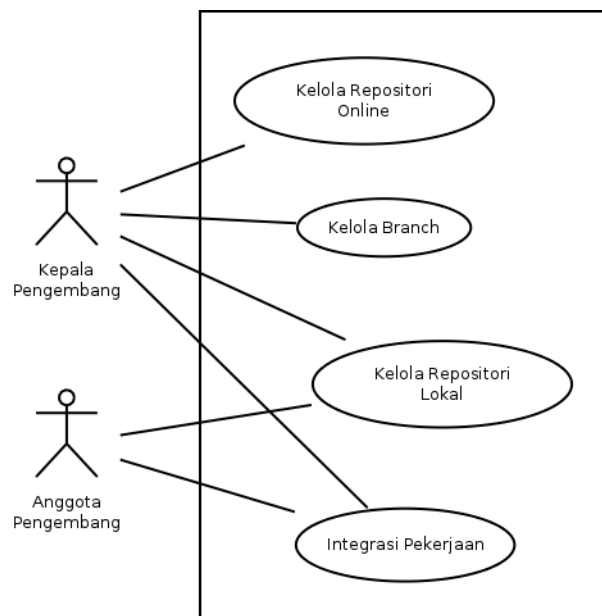 Kelola Repositori
Online
Kelola Branch
Kepala
Pengembang
Kelola Repositori
Lokal
Anggota
Pengembang
Integrasi Pekerjaan